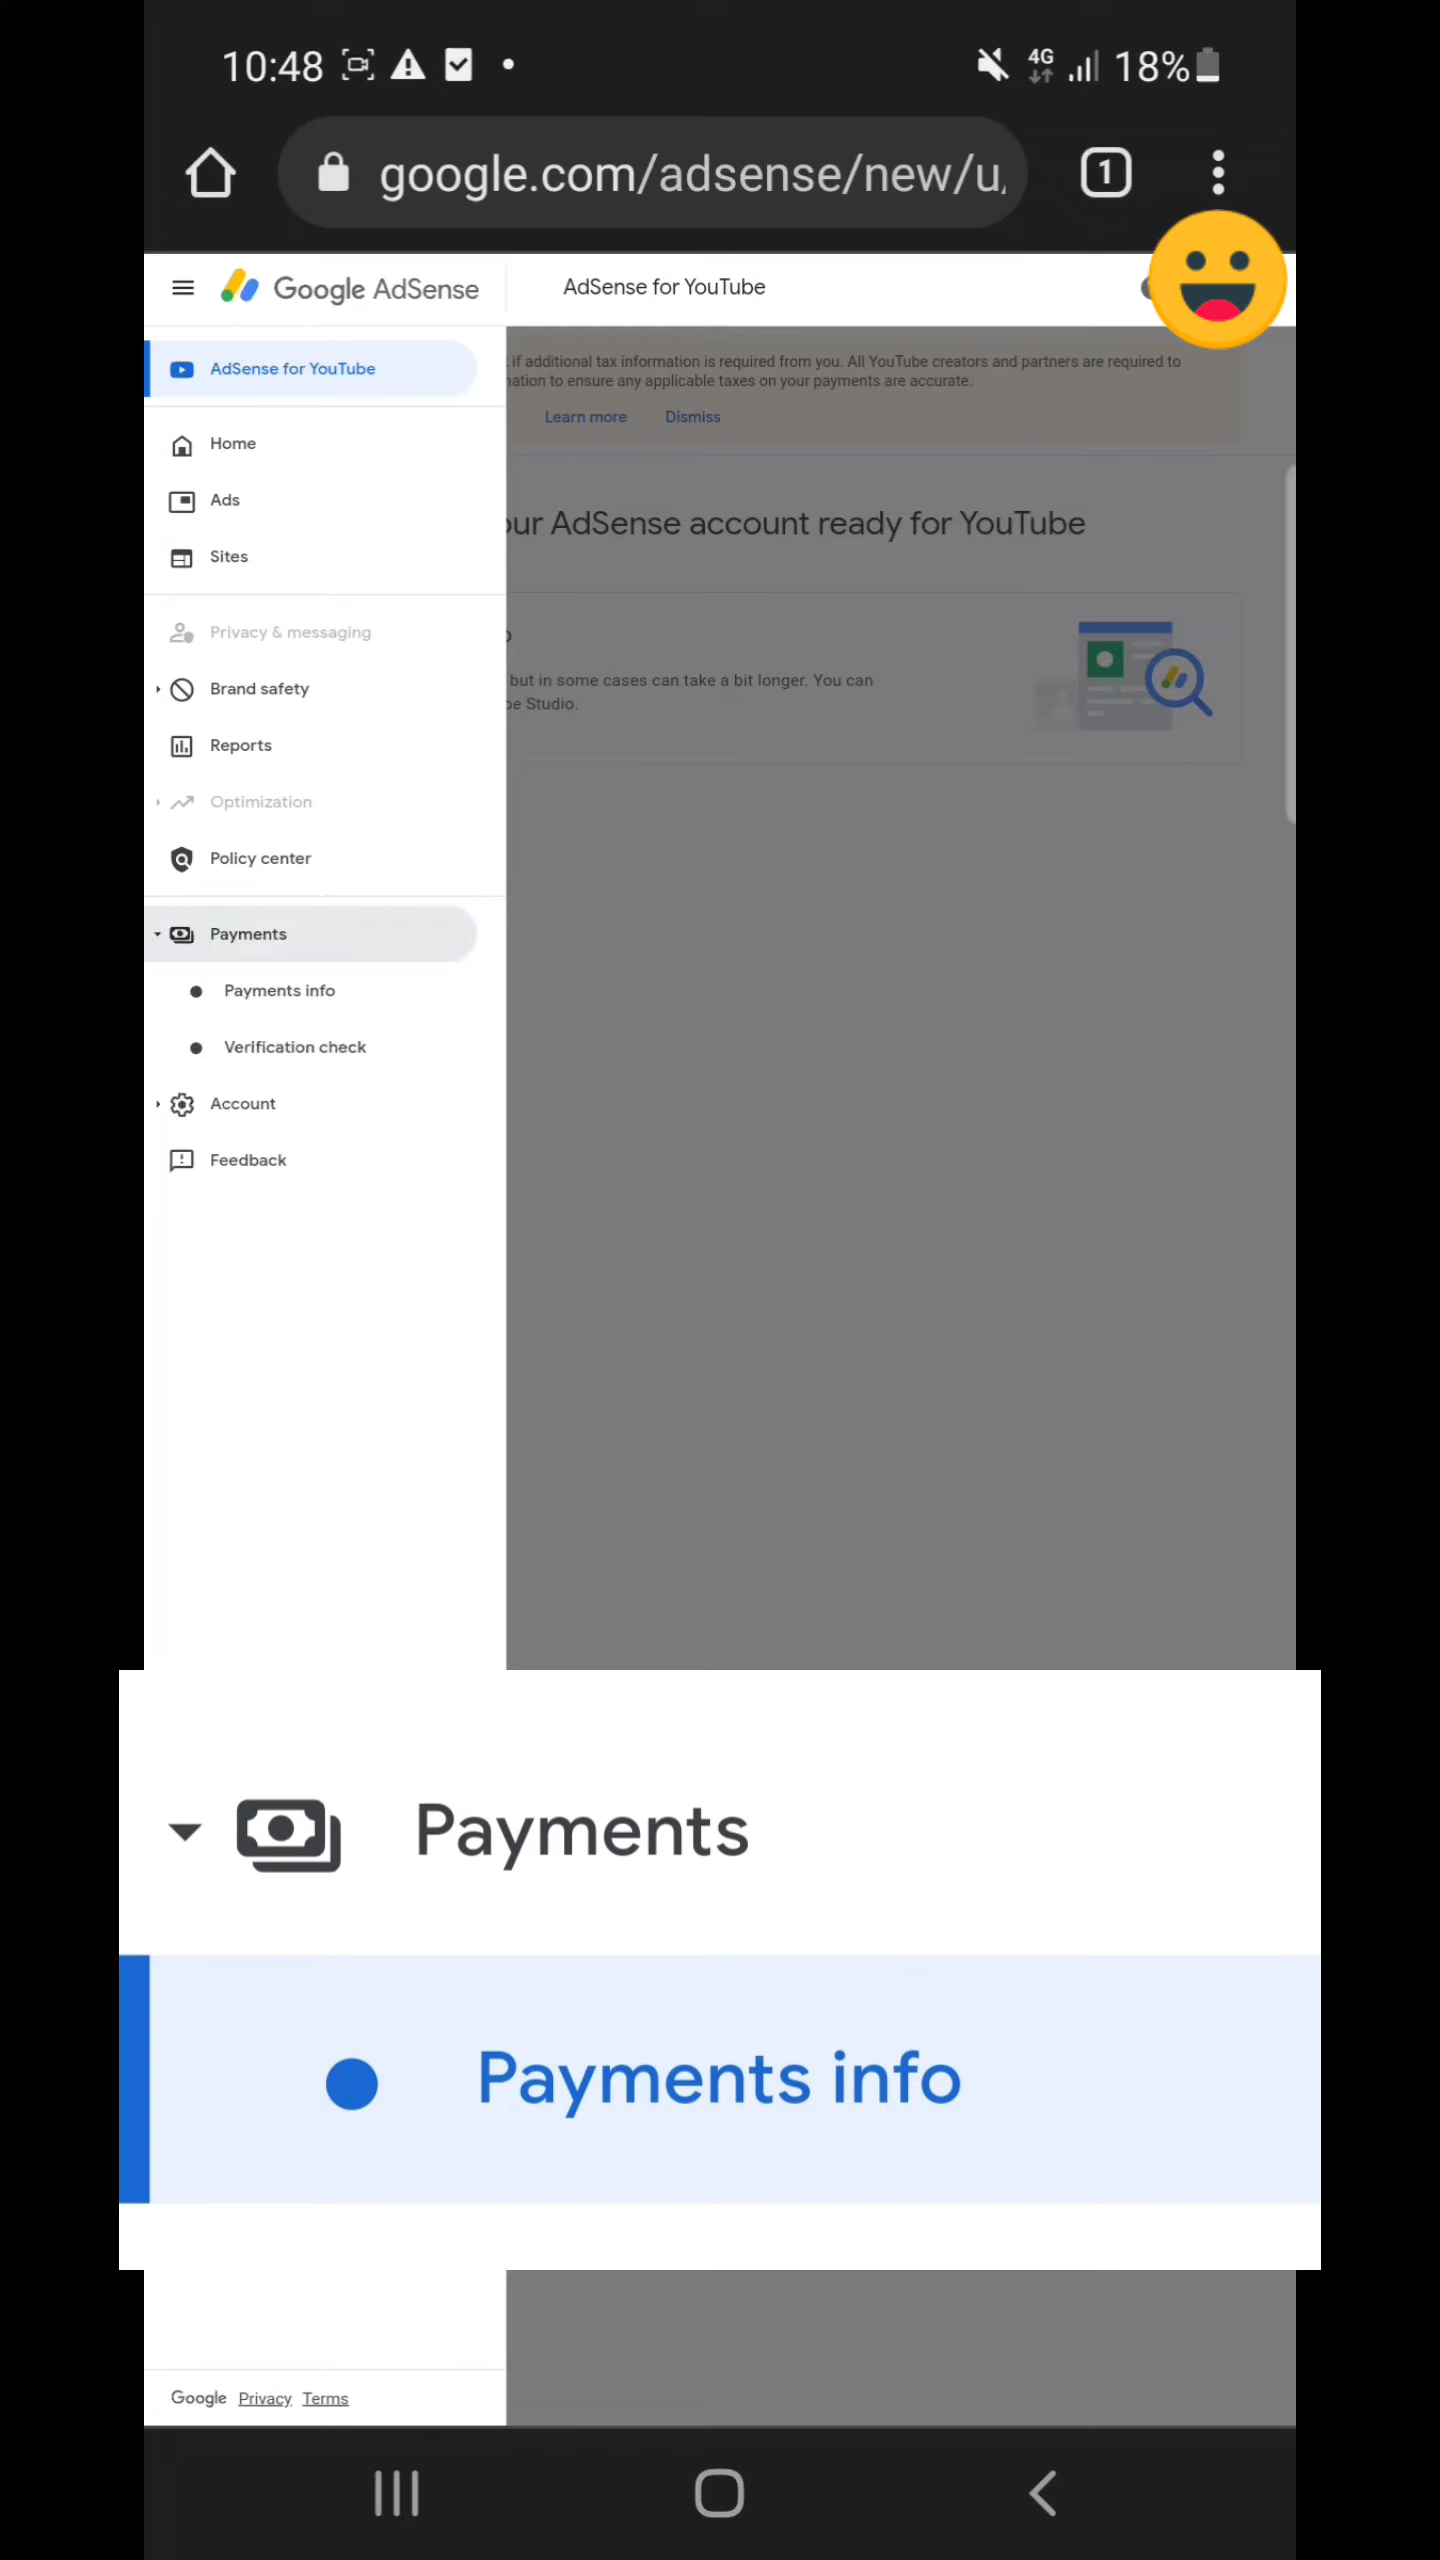 10:48
4G
18%
google.com/adsense/new/u
1
Google AdSense
AdSense for YouTube
AdSense for YouTube
if additional tax information is required from you. All YouTube creators and partners are required to
to ensure any applicable taxes on your payments are accurate.
Learn more
Dismiss
Home
Ads
Sites
AdSense account ready for YouTube
Privacy & messaging
but in some cases can take a bit longer. You can
Studio.
Brand safety
Reports
Optimization
Policy center
Payments
Payments info
Verification check
Account
Feedback
Payments
Payments info
Google Privacy Terms